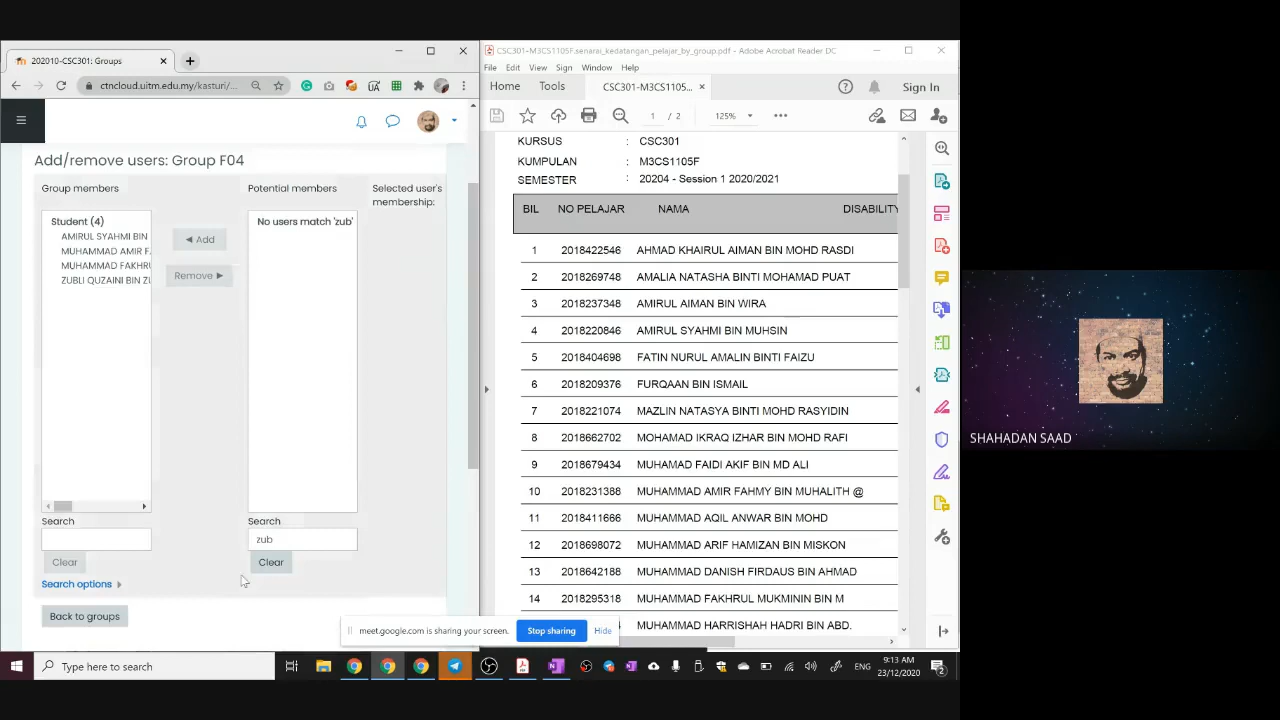 202010-CSC301: Groups
ctncloud.uitm.edu.my/kasturi/...
Add/remove users: Group F04
Group members
Potential members
Selected user's
membership:
Student (4)
AMIRUL SYAHMI BIN
MUHAMMAD AMIR F
MUHAMMAD FAKHR
ZUBLI QUZAINI BIN
No users match 'zub'
◄ Add
Remove ►
Search
Search
zub
Clear
Clear
Search options
Back to groups
CSC301-M3CS1105F.senarai_kedatangan_pelajar_by_group.pdf - Adobe Acrobat Reader DC
File Edit View Sign Window Help
Home Tools CSC301-M3CS1105... Sign In
1 / 2 125%
KURSUS : CSC301
KUMPULAN : M3CS1105F
SEMESTER : 20204 - Session 1 2020/2021
BIL NO PELAJAR NAMA DISABILITY
1 2018422546 AHMAD KHAIRUL AIMAN BIN MOHD RASDI
2 2018269748 AMALIA NATASHA BINTI MOHAMAD PUAT
3 2018237348 AMIRUL AIMAN BIN WIRA
4 2018220846 AMIRUL SYAHMI BIN MUHSIN
5 2018404698 FATIN NURUL AMALIN BINTI FAIZU
6 2018209376 FURQAAN BIN ISMAIL
7 2018221074 MAZLIN NATASYA BINTI MOHD RASYIDIN
8 2018662702 MOHAMAD IKRAQ IZHAR BIN MOHD RAFI
9 2018679434 MUHAMAD FAIDI AKIF BIN MD ALI
10 2018231388 MUHAMMAD AMIR FAHMY BIN MUHALITH @
11 2018411666 MUHAMMAD AQIL ANWAR BIN MOHD
12 2018698072 MUHAMMAD ARIF HAMIZAN BIN MISKON
13 2018642188 MUHAMMAD DANISH FIRDAUS BIN AHMAD
14 2018295318 MUHAMMAD FAKHRUL MUKMININ BIN M
MUHAMMAD HARRISHAH HADRI BIN ABD.
meet.google.com is sharing your screen. Stop sharing Hide
Type here to search
ENG
9:13 AM
23/12/2020
2
SHAHADAN SAAD